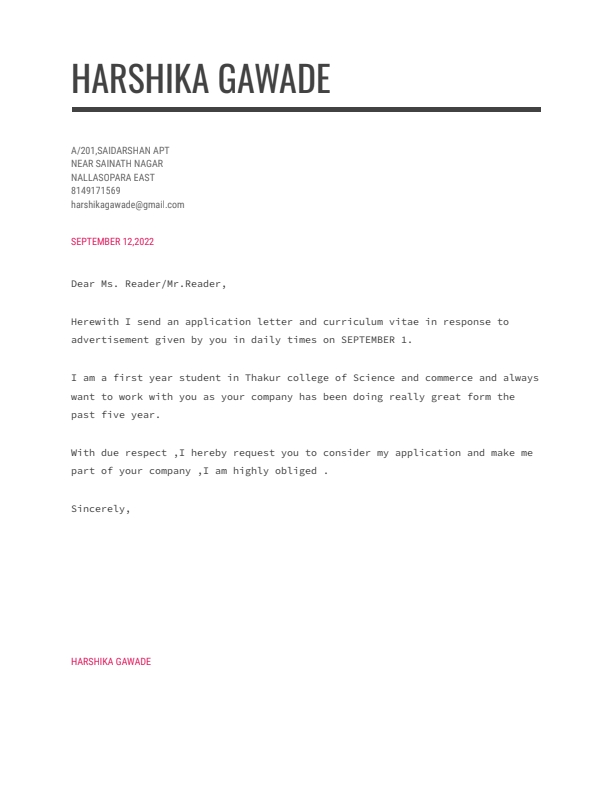 HARSHIKA GAWADE
A/201,SAIDARSHAN APT
NEAR SAINATH NAGAR
NALLASOPARA EAST
8149171569
harshikagawade@gmail.com
SEPTEMBER 12,2022
Dear Ms. Reader/Mr.Reader,
Herewith I send an application letter and curriculum vitae in response to
advertisement given by you in daily times on SEPTEMBER 1.
I am a first year student in Thakur college of Science and commerce and always
want to work with you as your company has been doing really great form the
past five year.
With due respect ,I hereby request you to consider my application and make me
part of your company ,I am highly obliged .
Sincerely,
HARSHIKA GAWADE